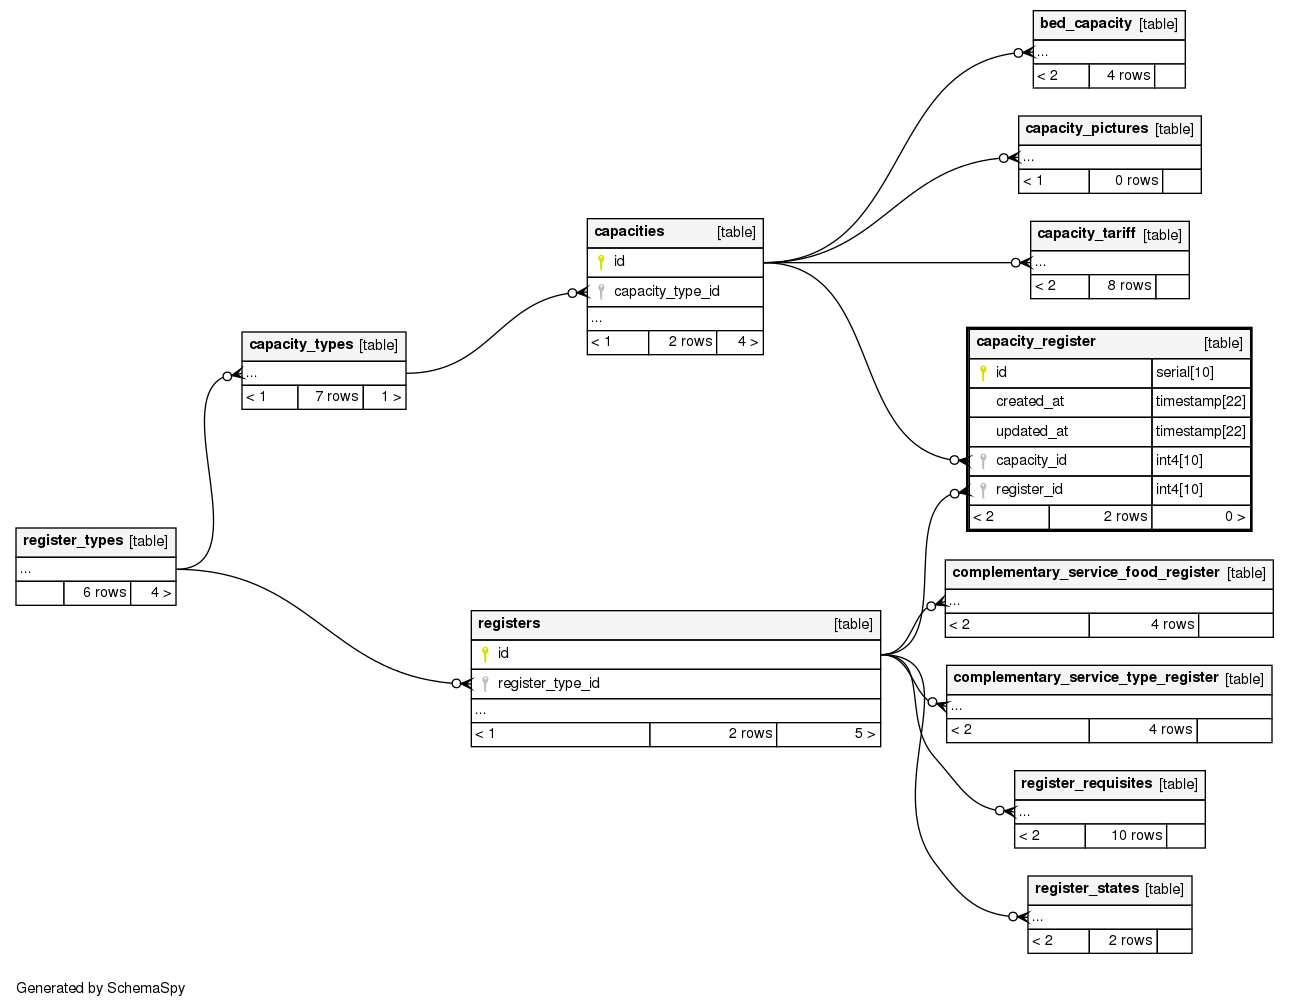 bed_capacity [table]
...
< 2 4 rows
capacity_pictures [table]
...
< 1 0 rows
capacity_tariff [table]
...
< 2 8 rows
capacities [table]
id
capacity_type_id
...
< 1 2 rows 4 >
capacity_types [table]
...
< 1 7 rows 1 >
capacity_register [table]
id serial[10]
created_at timestamp[22]
updated_at timestamp[22]
capacity_id int4[10]
register_id int4[10]
< 2 2 rows 0 >
register_types [table]
...
6 rows 4 >
registers [table]
id
register_type_id
...
< 1 2 rows 5 >
complementary_service_food_register [table]
...
< 2 4 rows
complementary_service_type_register [table]
...
< 2 4 rows
register_requisites [table]
...
< 2 10 rows
register_states [table]
...
< 2 2 rows
Generated by SchemaSpy